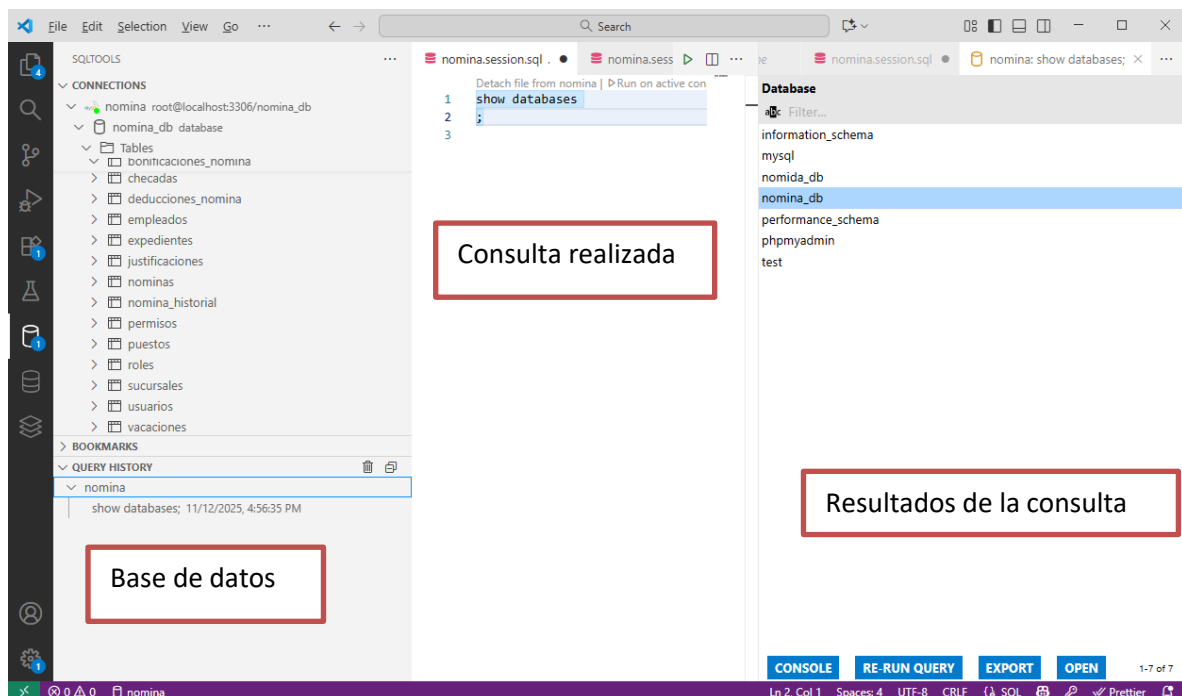 File Edit Selection View Go ··· Search
SQLTOOLS
CONNECTIONS
nomina root@localhost:3306/nomina_db
nomina_db database
Tables
bonificaciones_nomina
checadas
deducciones_nomina
empleados
expedientes
justificaciones
nominas
nomina_historial
permisos
puestos
roles
sucursales
usuarios
vacaciones
BOOKMARKS
QUERY HISTORY
nomina
show databases; 11/12/2025, 4:56:35 PM
Base de datos
nomina.session.sql . ● nomina.sess
Detach file from nomina | ▷Run on active con
1 show databases
2 ;
3
Consulta realizada
nomina.session.sql ● nomina: show databases;
Database
abc Filter...
information_schema
mysql
nomida_db
nomina_db
performance_schema
phpmyadmin
test
Resultados de la consulta
CONSOLE RE-RUN QUERY EXPORT OPEN 1-7 of 7
0 0 nomina Ln 2, Col 1 Spaces: 4 UTF-8 CRLF SQL Prettier